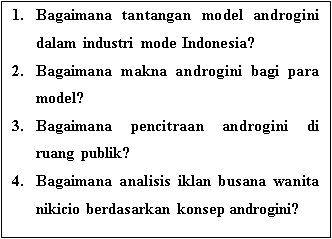 1. Bagaimana tantangan model androgini
dalam industri mode Indonesia?
2. Bagaimana makna androgini bagi para
model?
3. Bagaimana pencitraan androgini di
ruang publik?
4. Bagaimana analisis iklan busana wanita
nikicio berdasarkan konsep androgini?